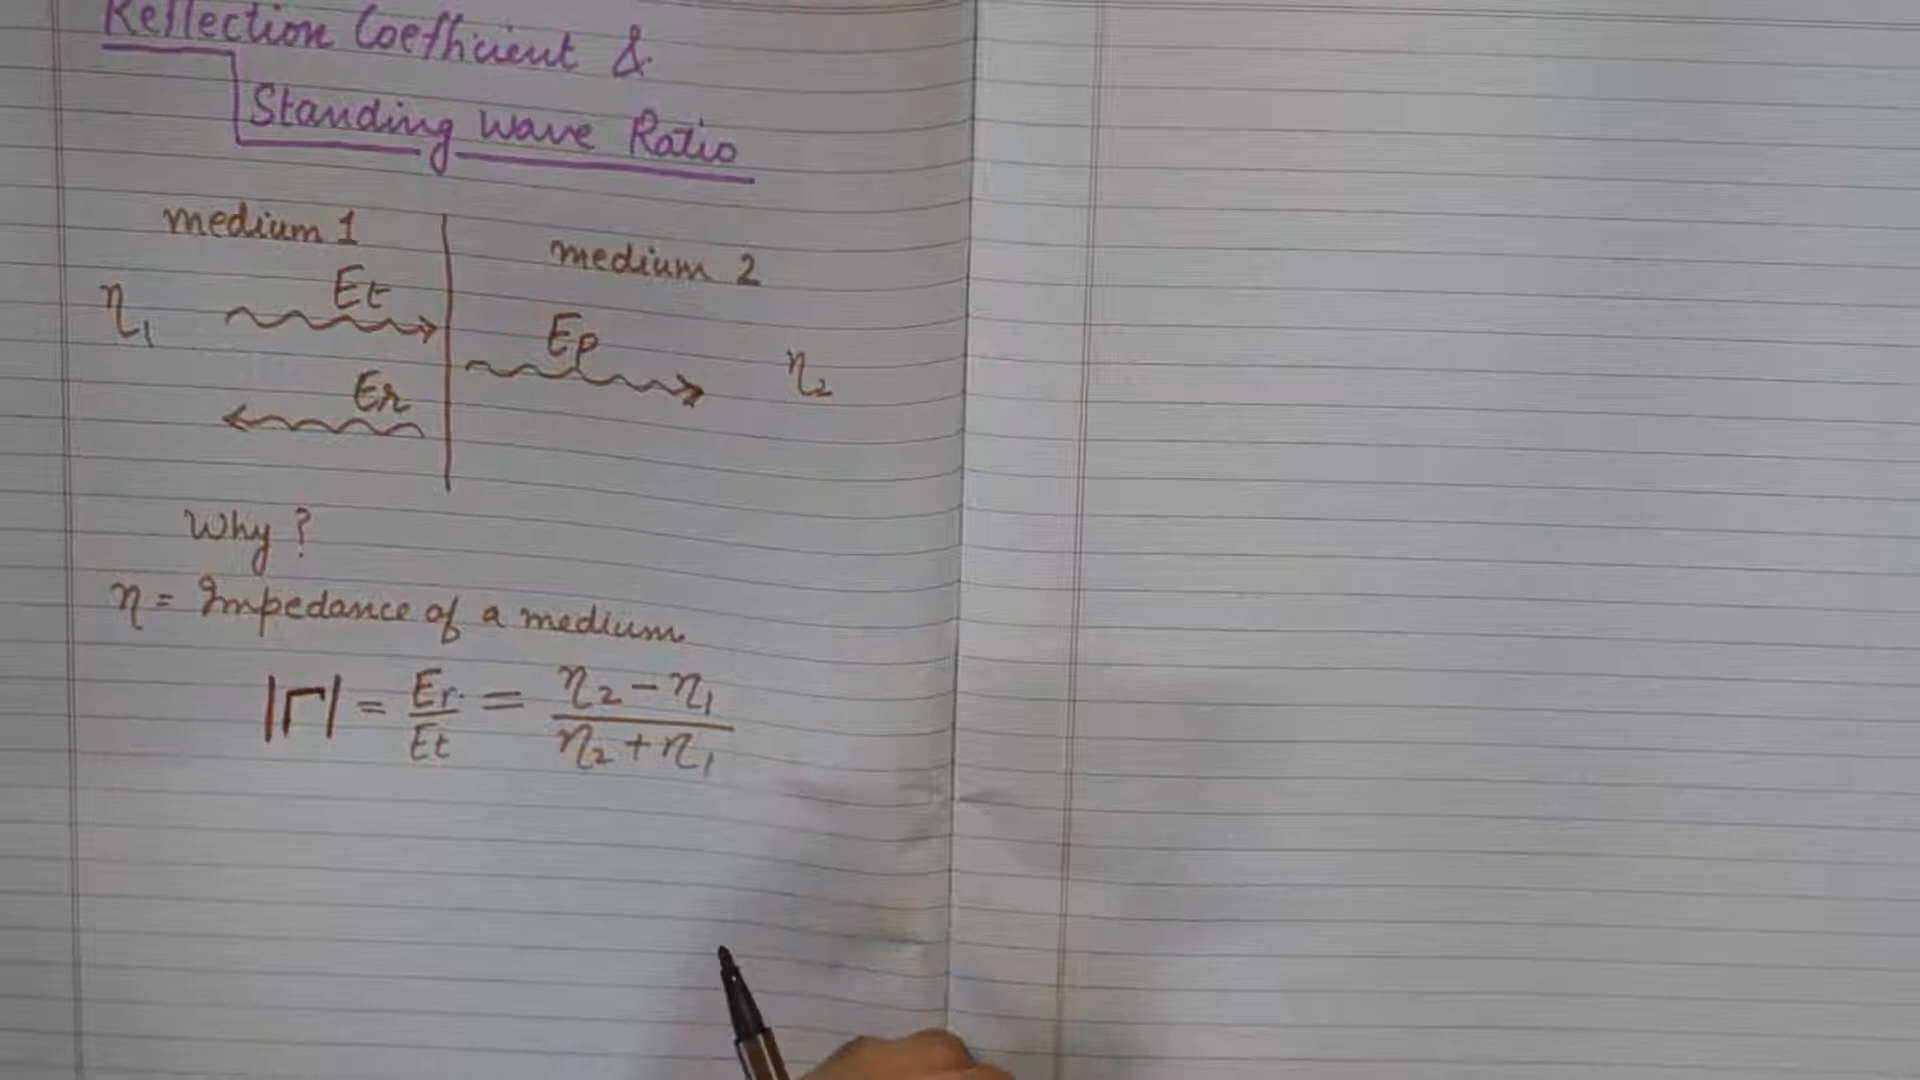 Reflection Coefficient &
Standing wave Ratio
medium 1
medium 2
η1
Et
Ep
η2
Er
Why?
η = Impedance of a medium
|Γ| = Er/Et = η2 - η1 / η2 + η1